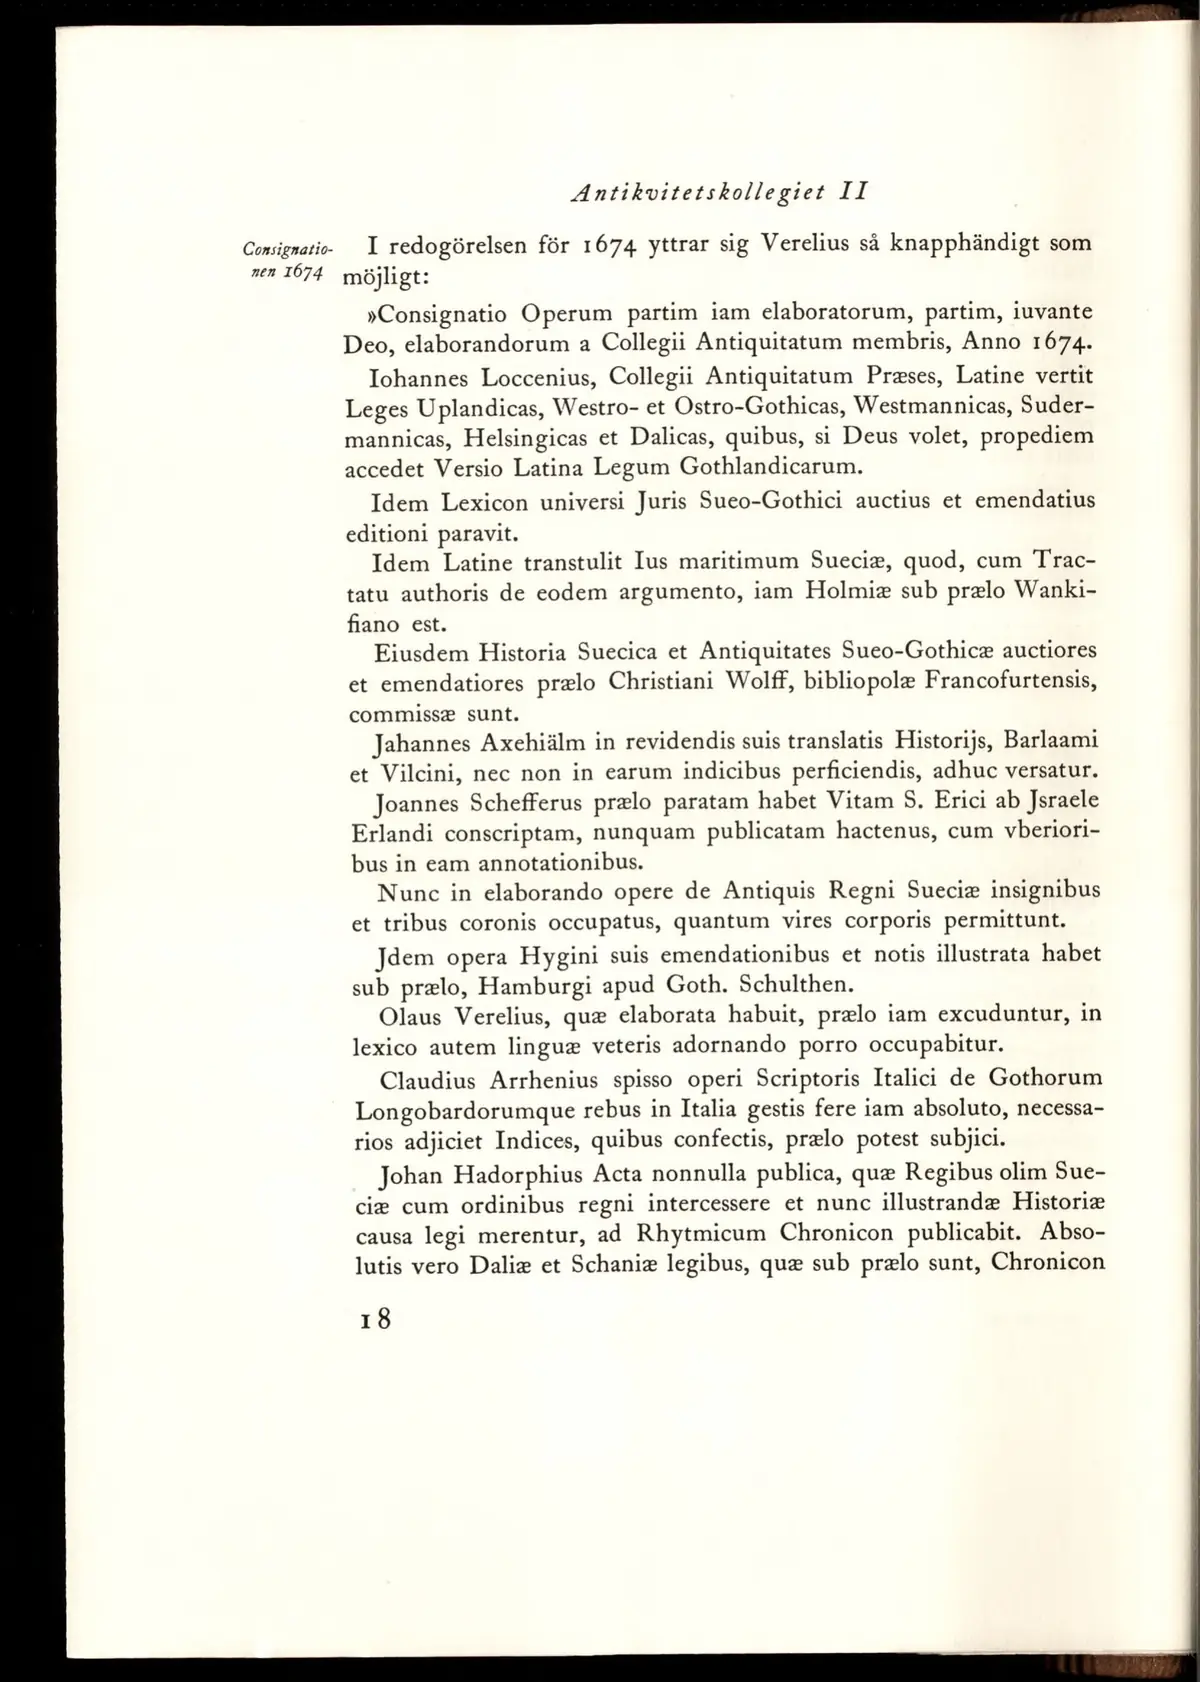 Antikvitetskollegiet II
Consignatio-
nen 1674
I redogörelsen för 1674 yttrar sig Verelius så knapphändigt som
möjligt:
»Consignatio Operum partim iam elaboratorum, partim, iuvante
Deo, elaborandorum a Collegii Antiquitatum membris, Anno 1674.
Iohannes Loccenius, Collegii Antiquitatum Præses, Latine vertit
Leges Uplandicas, Westro- et Ostro-Gothicas, Westmannicas, Suder-
mannicas, Helsingicas et Dalicas, quibus, si Deus volet, propediem
accedet Versio Latina Legum Gothlandicarum.
Idem Lexicon universi Juris Sueo-Gothici auctius et emendatius
editioni paravit.
Idem Latine transtulit Ius maritimum Sueciæ, quod, cum Trac-
tatu authoris de eodem argumento, iam Holmiæ sub prælo Wanki-
fiano est.
Eiusdem Historia Suecica et Antiquitates Sueo-Gothicæ auctiores
et emendatiores prælo Christiani Wolff, bibliopolæ Francofurtensis,
commissæ sunt.
Jahannes Axehiälm in revidendis suis translatis Historijs, Barlaami
et Vilcini, nec non in earum indicibus perficiendis, adhuc versatur.
Joannes Schefferus prælo paratam habet Vitam S. Erici ab Jsraele
Erlandi conscriptam, nunquam publicatam hactenus, cum vberiori-
bus in eam annotationibus.
Nunc in elaborando opere de Antiquis Regni Sueciæ insignibus
et tribus coronis occupatus, quantum vires corporis permittunt.
Jdem opera Hygini suis emendationibus et notis illustrata habet
sub prælo, Hamburgi apud Goth. Schulthen.
Olaus Verelius, quæ elaborata habuit, prælo iam excuduntur, in
lexico autem linguæ veteris adornando porro occupabitur.
Claudius Arrhenius spisso operi Scriptoris Italici de Gothorum
Longobardorumque rebus in Italia gestis fere iam absoluto, necessa-
rios adjiciet Indices, quibus confectis, prælo potest subjici.
Johan Hadorphius Acta nonnulla publica, quæ Regibus olim Sue-
ciæ cum ordinibus regni intercessere et nunc illustrandæ Historiæ
causa legi merentur, ad Rhytmicum Chronicon publicabit. Abso-
lutis vero Daliæ et Schaniæ legibus, quæ sub prælo sunt, Chronicon
18